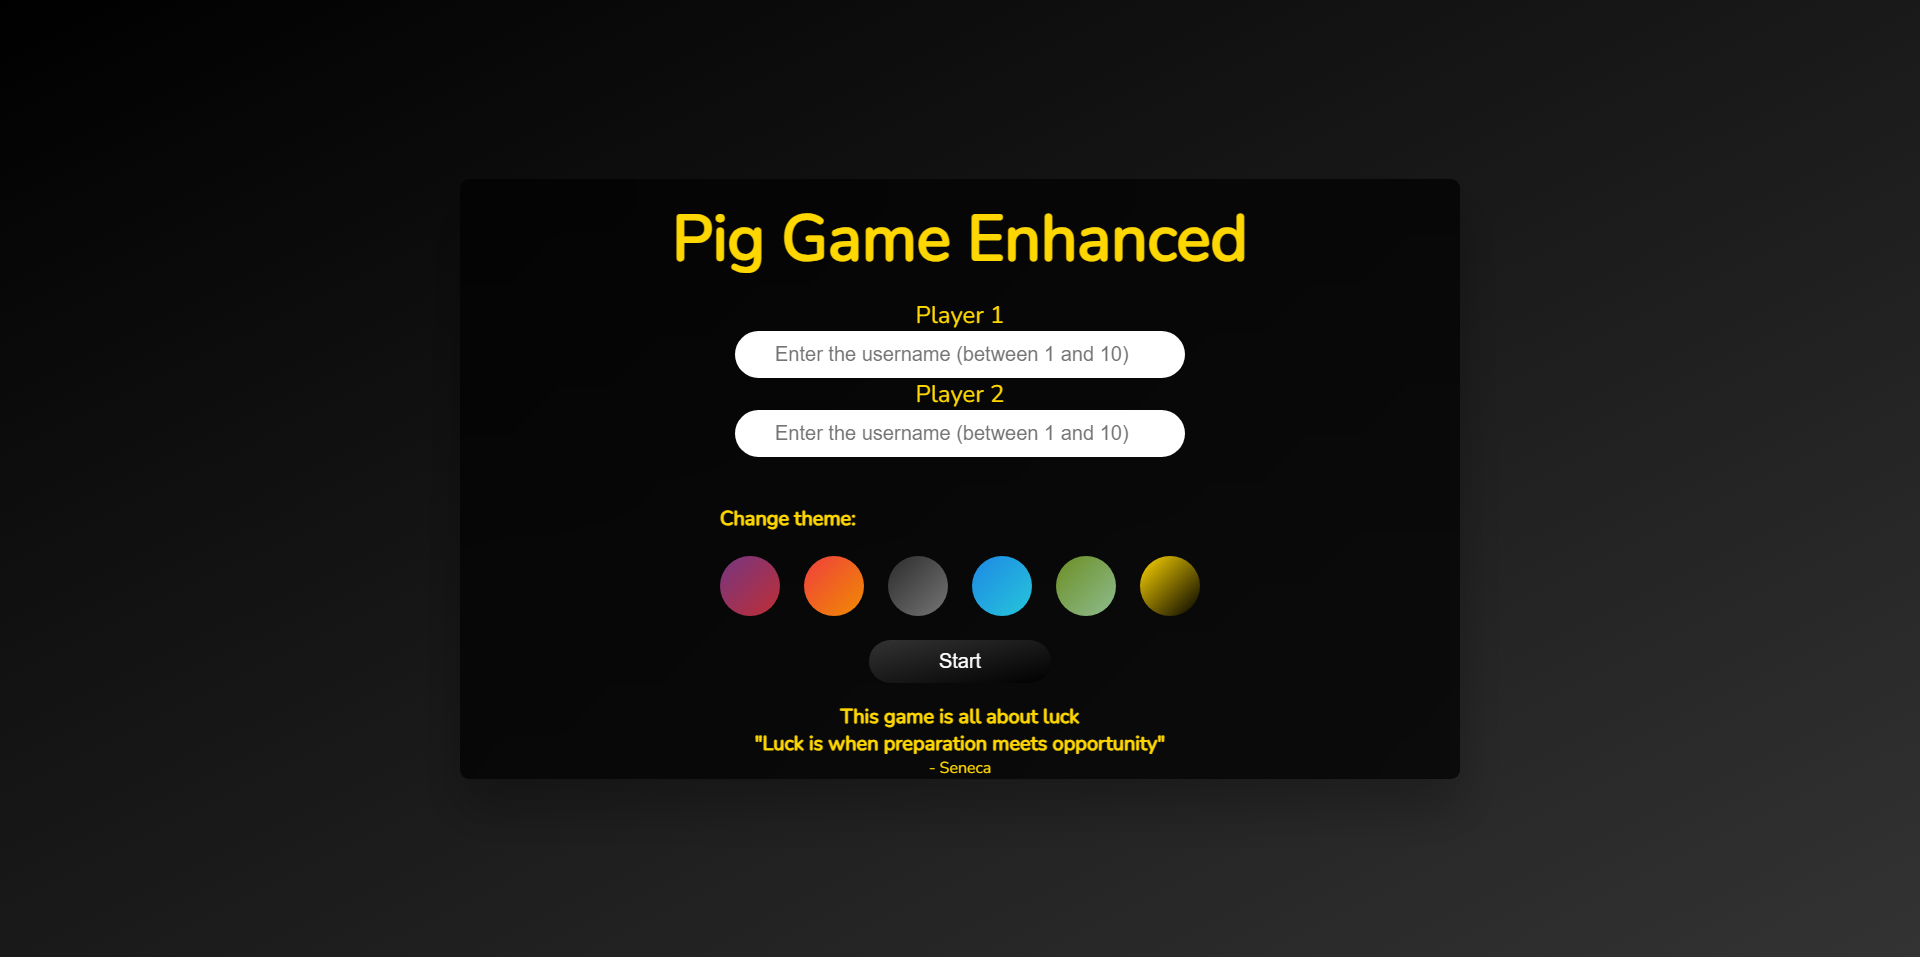 Pig Game Enhanced
Player 1
Enter the username (between 1 and 10)
Player 2
Enter the username (between 1 and 10)
Change theme:
Start
This game is all about luck
"Luck is when preparation meets opportunity"
- Seneca